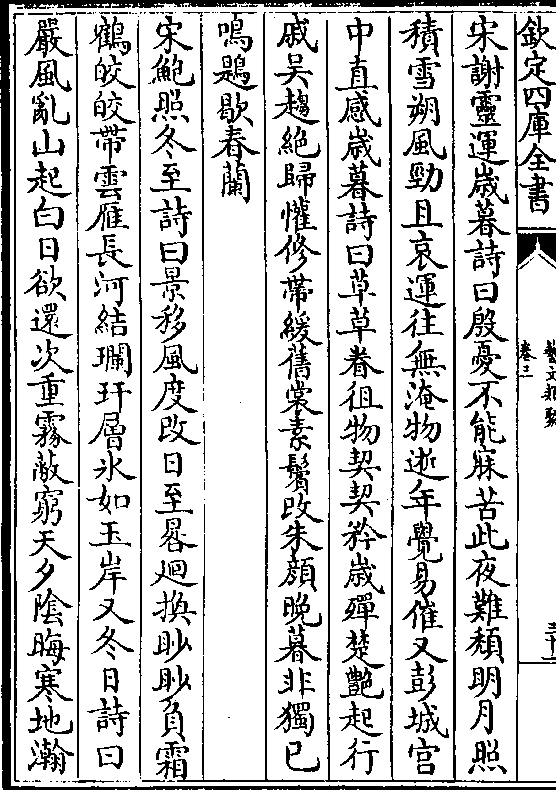 欽定四庫全書
藝文類聚
卷三
三十二
宋謝靈運歲暮詩曰殷憂不能寐苦此夜難頹明月照
積雪朔風勁且哀運往無淹物逝年覺易催又彭城宫
中直感歲暮詩曰草草眷徂物契契矜歲殫楚艷起行
戚吳趨絶歸懽修帶緩舊裳素鬢改朱顔晚暮非獨已
鳴鶗歇春蘭
宋鮑照冬至詩曰景移風度改日至晷迴換眇眇負霜
鶴皎皎帶雲雁長河結瓓玕層氷如玉岸又冬日詩曰
嚴風亂山起白日欲還次重霧蔽窮天夕隂晦寒地瀚